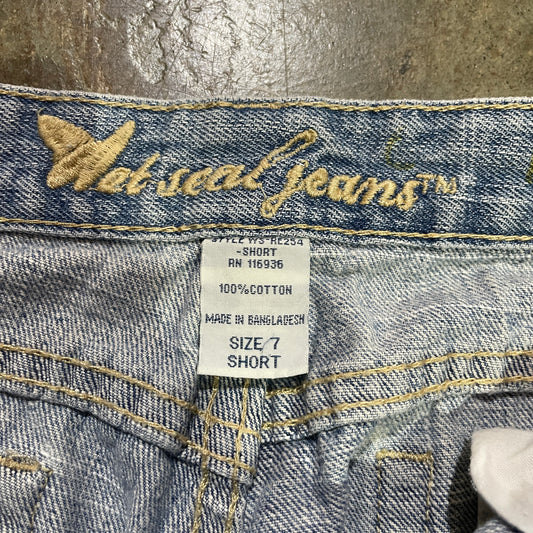 Wet seal jeans™
STYLE WS-RE254
-SHORT
RN 116936
100%COTTON
MADE IN BANGLADESH
SIZE 7
SHORT